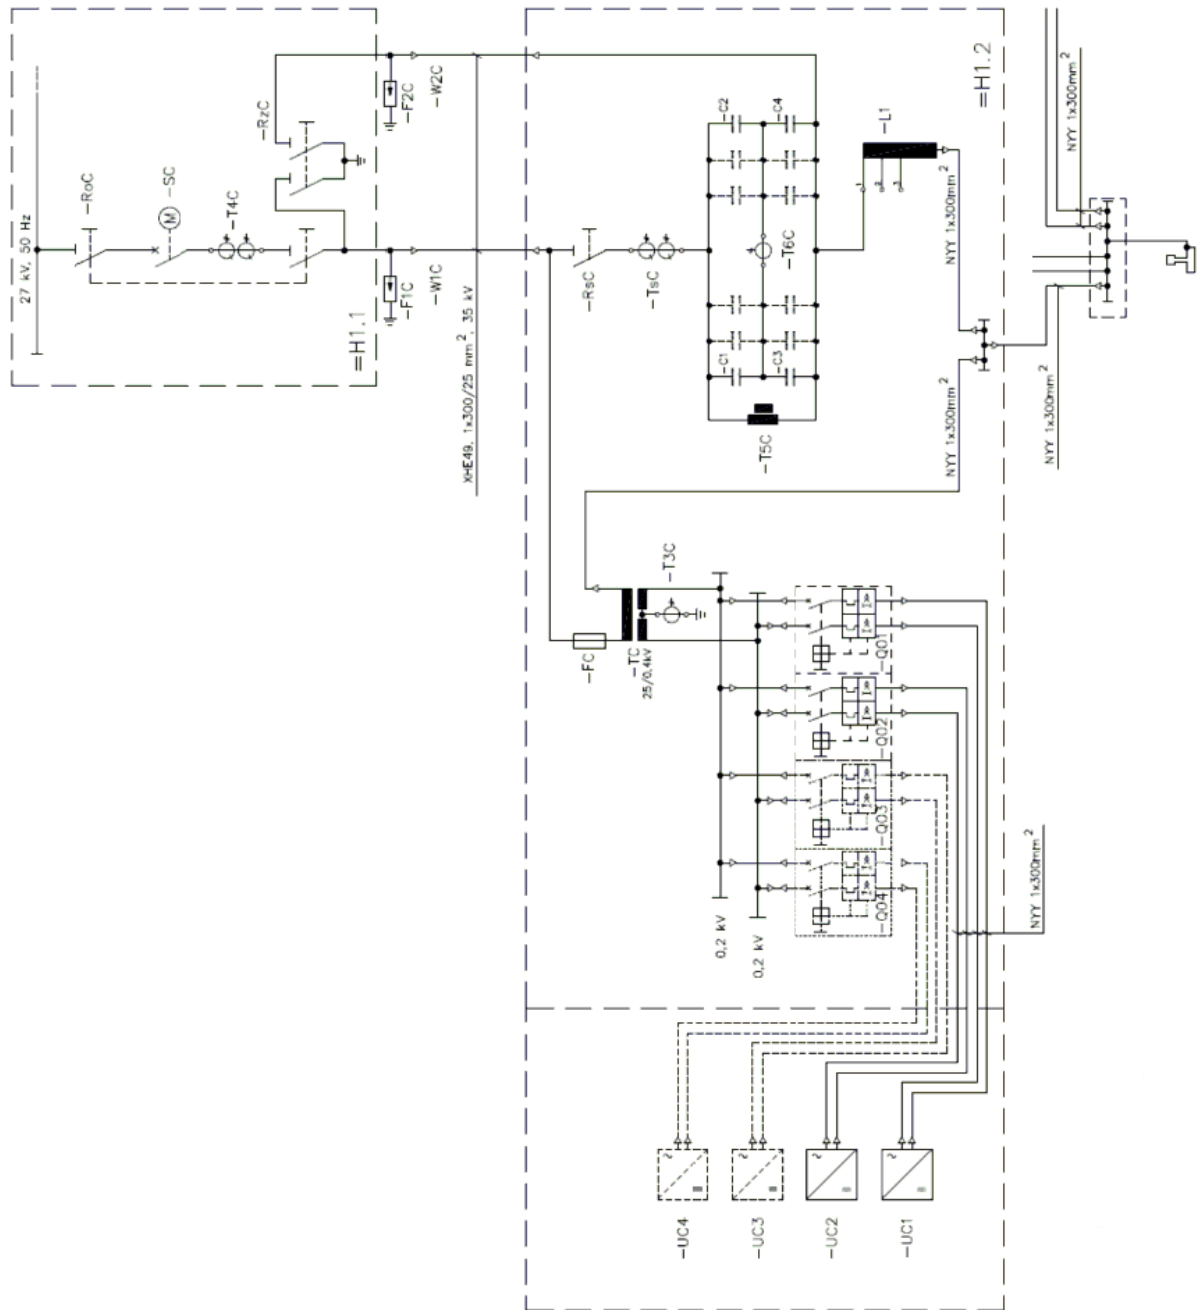 27 kV, 50 Hz
-RoC
-SC
M
-T4C
-RzC
=H1.1
-F2C
-W2C
-F1C
-W1C
XHE49, 1x300/25 mm², 35 kV
=H1.2
-RsC
-TsC
-C2
-C4
-T6C
-C1
-C3
-T5C
-L1
1
2
3
NYY 1x300mm²
NYY 1x300mm²
NYY 1x300mm²
NYY 1x300mm²
-FC
-TC
25/0,4kV
-T3C
0,2 kV
0,2 kV
-Q01
-Q02
-Q03
-Q04
NYY 1x300mm²
-UC4
-UC3
-UC2
-UC1